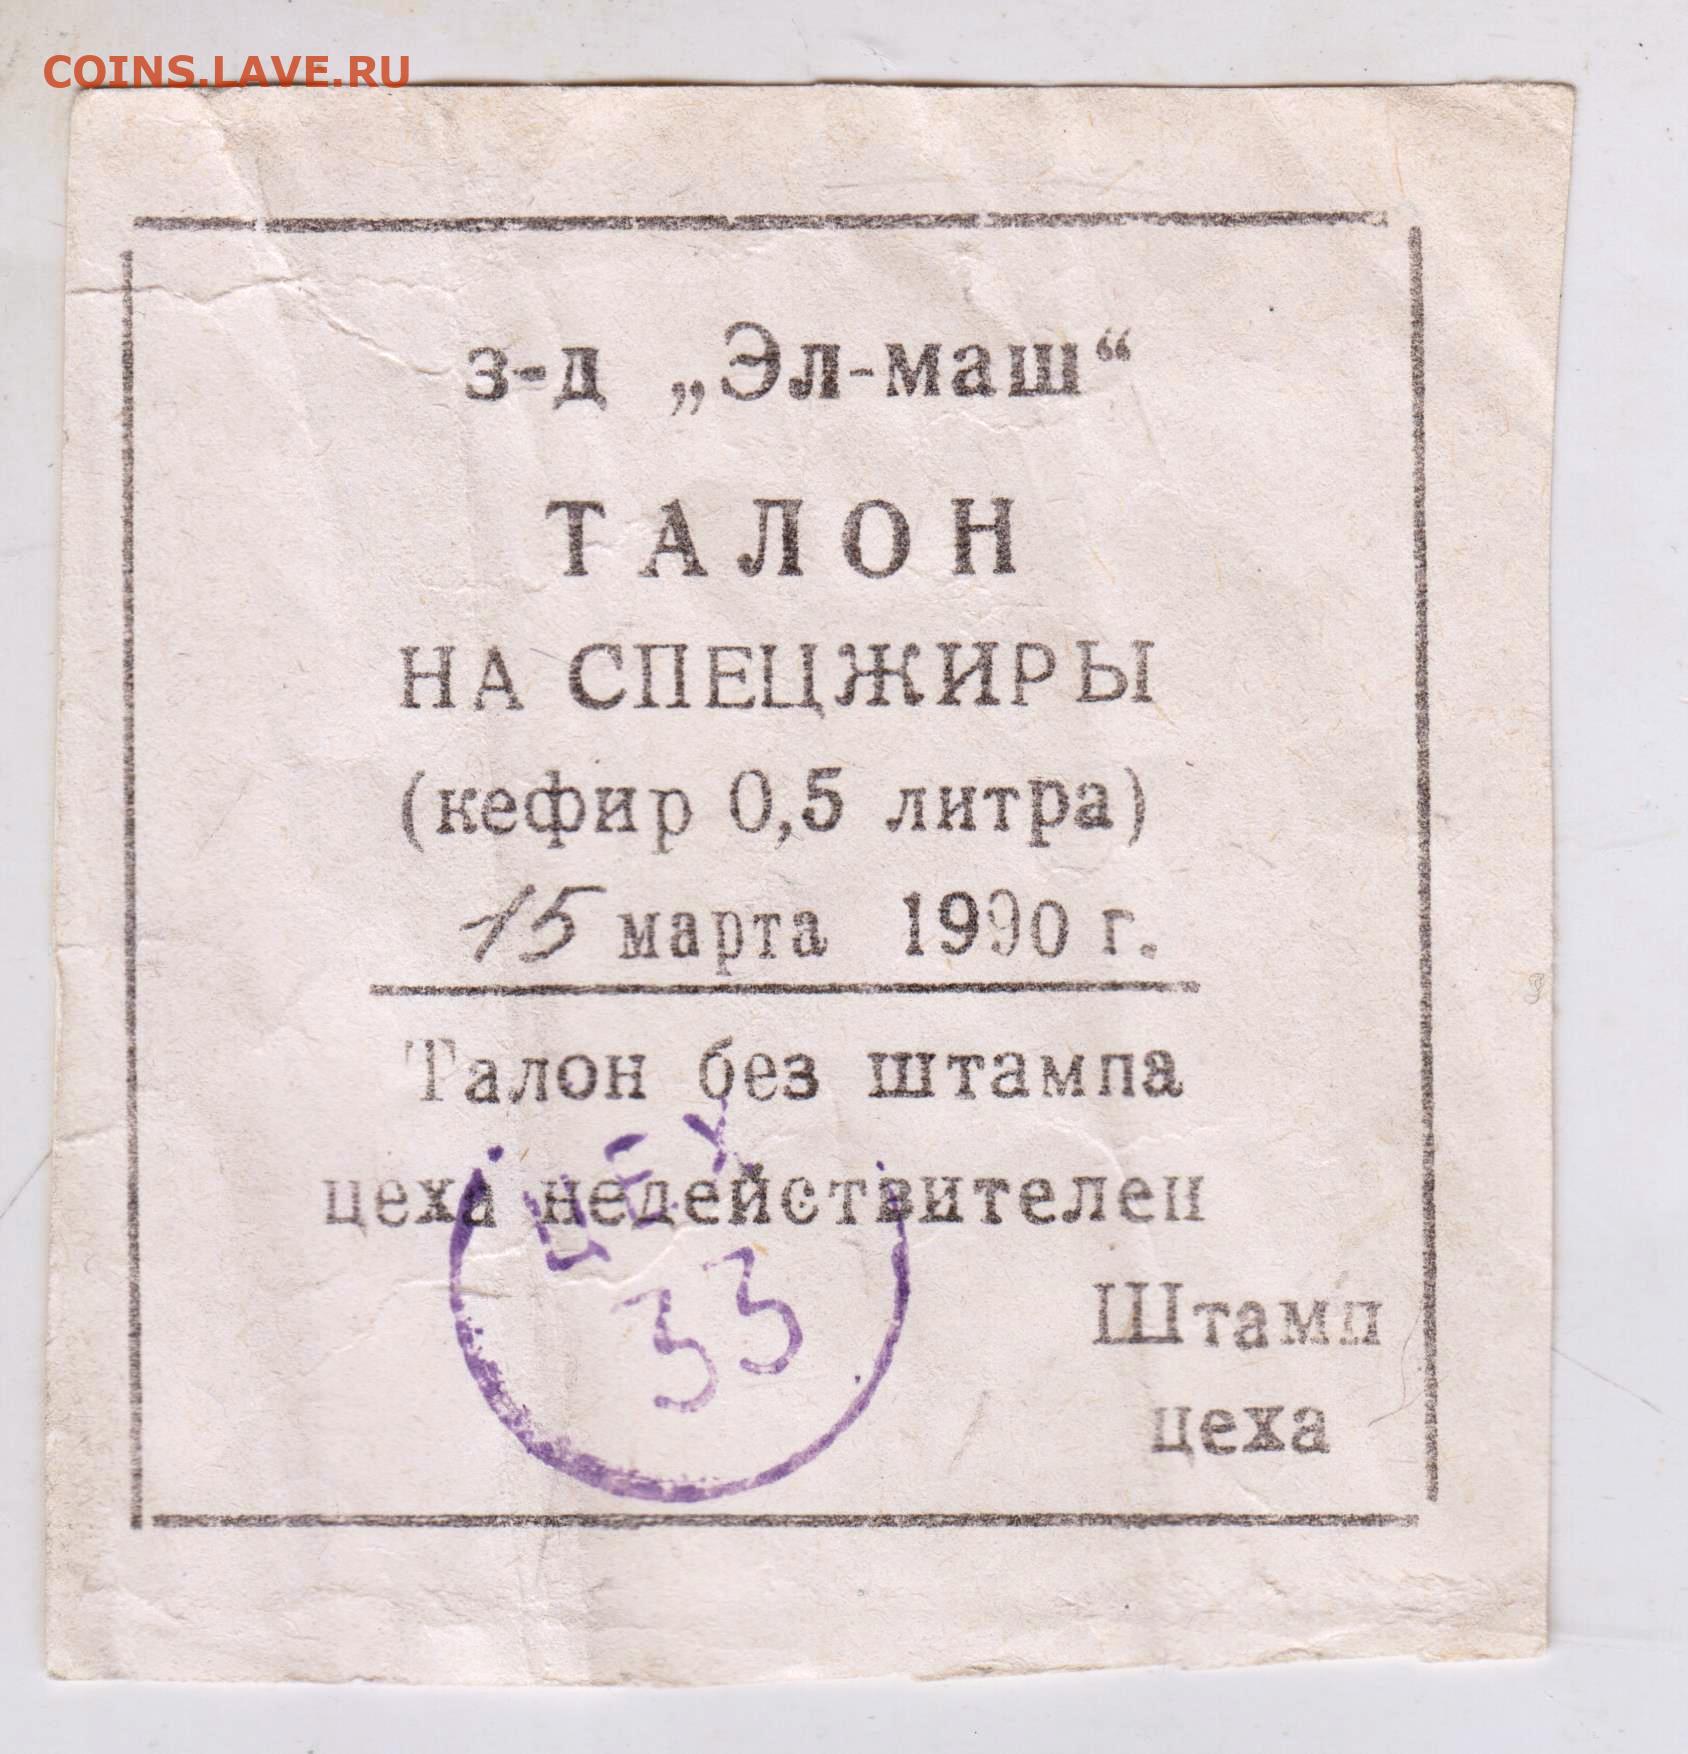 COINS.LAVE.RU
з-д „Эл-маш“
ТАЛОН
НА СПЕЦЖИРЫ
(кефир 0,5 литра)
15 марта 1990 г.
Талон без штампа
цеха недействителен
ЦЕХ
33
Штамп
цеха